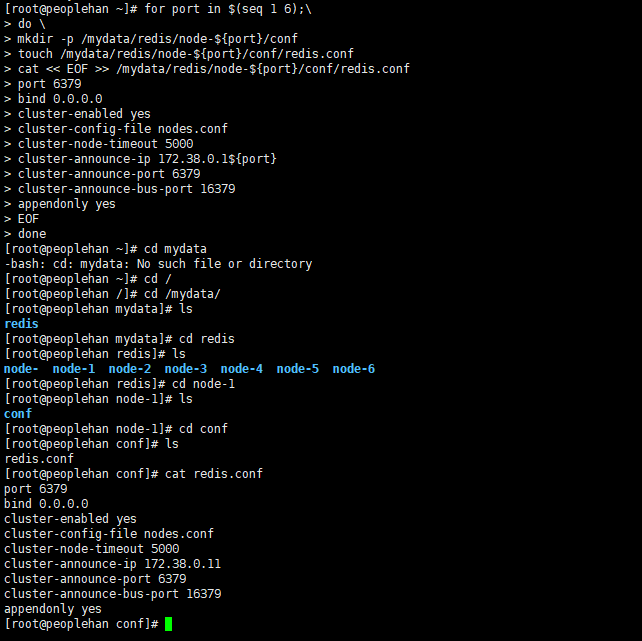 [root@peoplehan ~]# for port in $(seq 1 6);\
> do \
> mkdir -p /mydata/redis/node-${port}/conf
> touch /mydata/redis/node-${port}/conf/redis.conf
> cat << EOF >> /mydata/redis/node-${port}/conf/redis.conf
> port 6379
> bind 0.0.0.0
> cluster-enabled yes
> cluster-config-file nodes.conf
> cluster-node-timeout 5000
> cluster-announce-ip 172.38.0.1${port}
> cluster-announce-port 6379
> cluster-announce-bus-port 16379
> appendonly yes
> EOF
> done
[root@peoplehan ~]# cd mydata
-bash: cd: mydata: No such file or directory
[root@peoplehan ~]# cd /
[root@peoplehan /]# cd /mydata/
[root@peoplehan mydata]# ls
redis
[root@peoplehan mydata]# cd redis
[root@peoplehan redis]# ls
node-  node-1  node-2  node-3  node-4  node-5  node-6
[root@peoplehan redis]# cd node-1
[root@peoplehan node-1]# ls
conf
[root@peoplehan node-1]# cd conf
[root@peoplehan conf]# ls
redis.conf
[root@peoplehan conf]# cat redis.conf
port 6379
bind 0.0.0.0
cluster-enabled yes
cluster-config-file nodes.conf
cluster-node-timeout 5000
cluster-announce-ip 172.38.0.11
cluster-announce-port 6379
cluster-announce-bus-port 16379
appendonly yes
[root@peoplehan conf]#